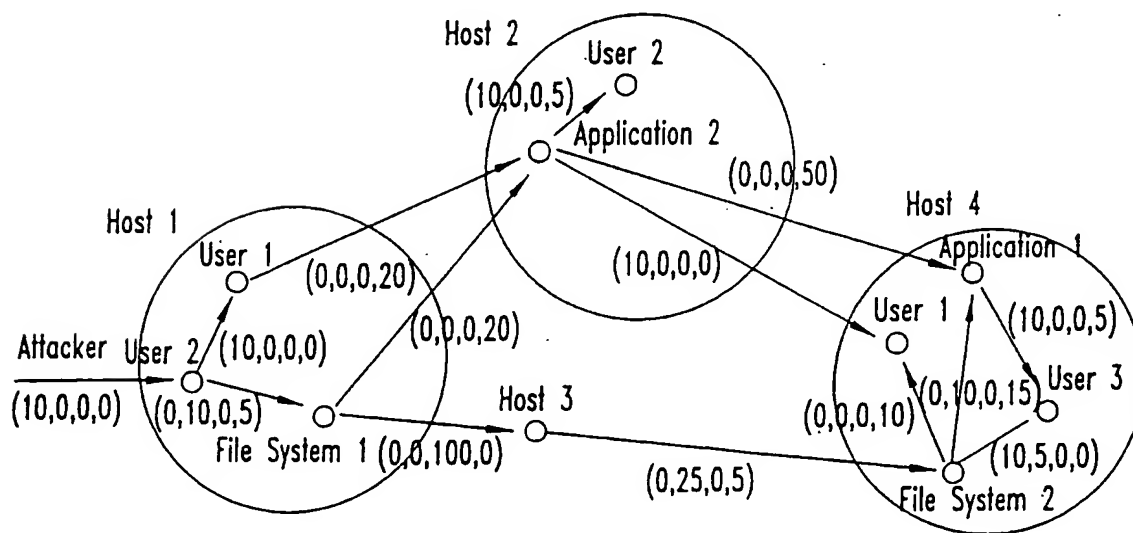 Host 2
User 2
(10,0,0,5)
Application 2
(0,0,0,50)
Host 1
Host 4
User 1
Application 1
(0,0,0,20)
(10,0,0,0)
User 1
(10,0,0,5)
(0,0,0,20)
Attacker
User 2
(10,0,0,0)
User 3
(10,0,0,0)
(0,10,0,5)
Host 3
(0,0,0,10)
(0,10,0,15)
File System 1
(0,0,100,0)
(0,25,0,5)
(10,5,0,0)
File System 2